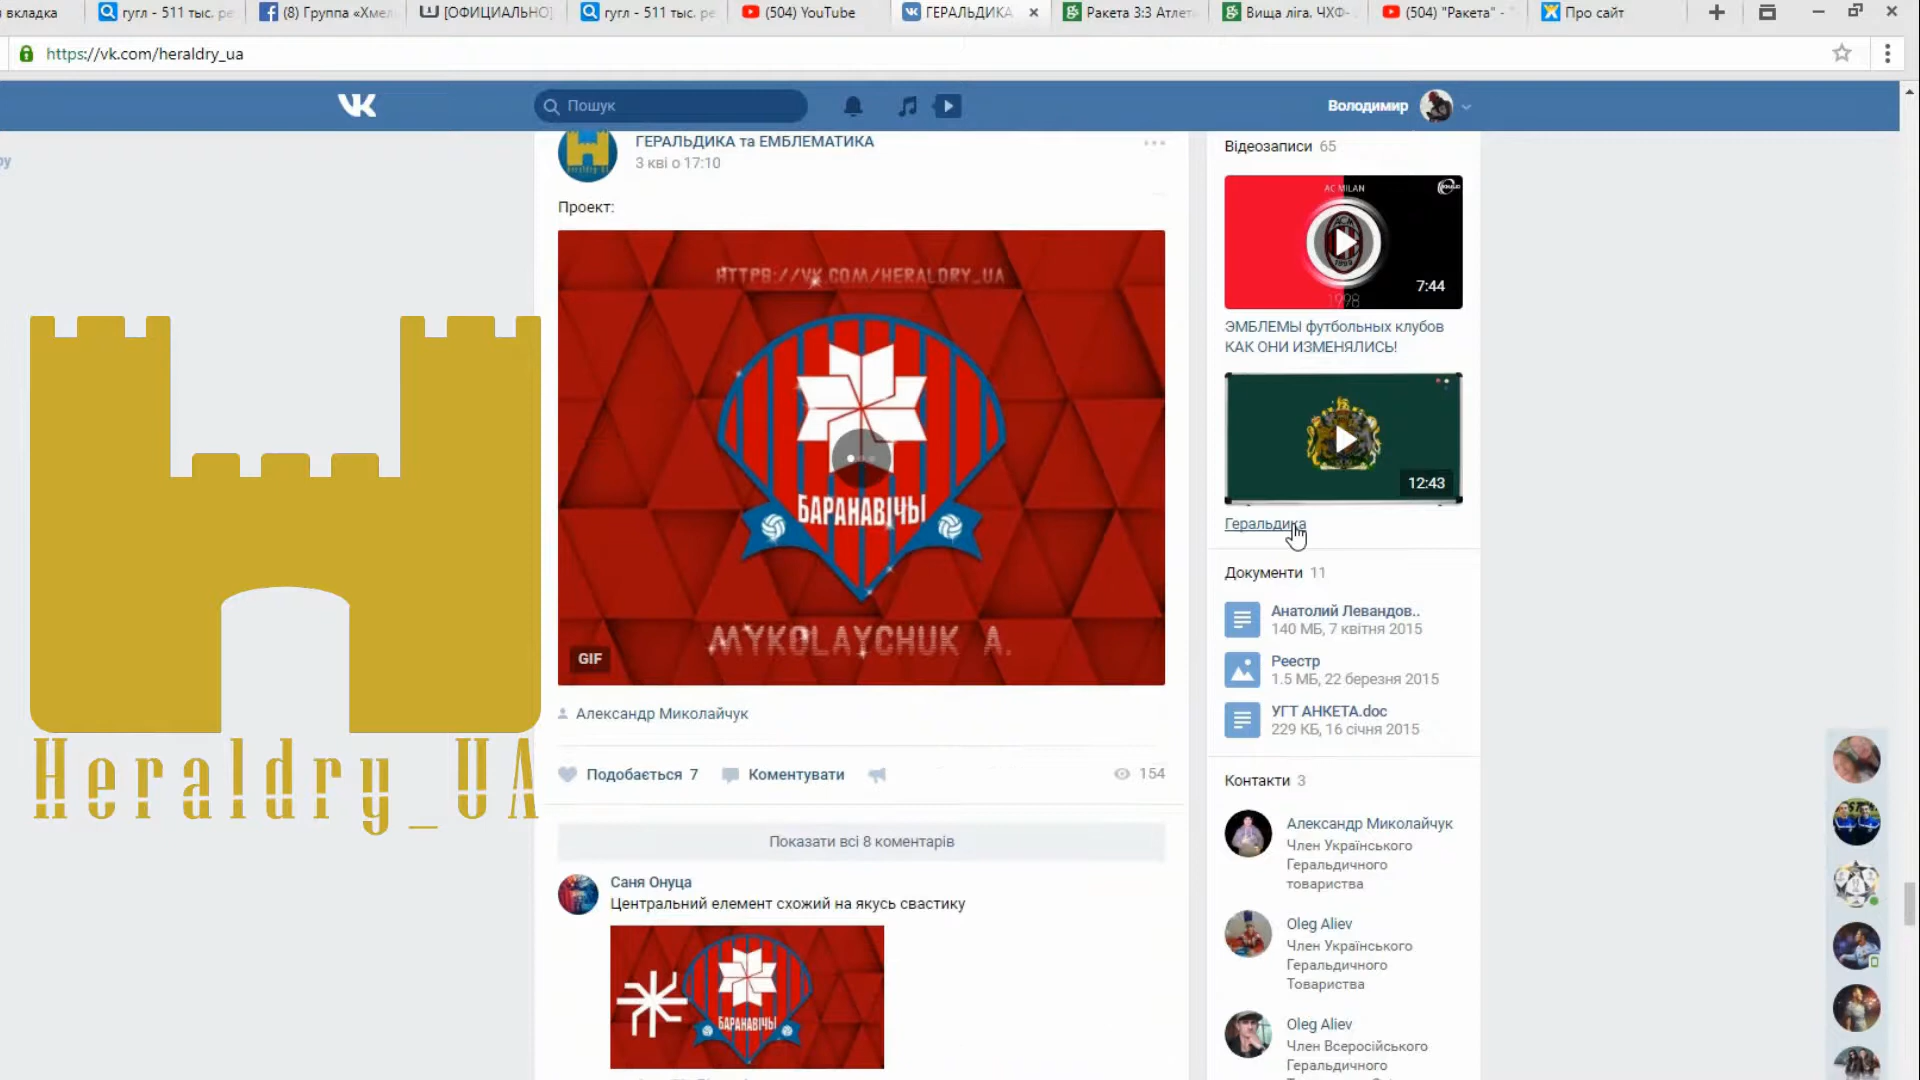 я вкладка
гугл - 511 тыс. ре
(8) Группа «Хмел
[ОФИЦИАЛЬНО]
гугл - 511 тыс. ре
(504) YouTube
ГЕРАЛЬДИКА
Ракета 3:3 Атлет
Вища ліга. ЧХФ-
(504) "Ракета" -
Про сайт
https://vk.com/heraldry_ua
Пошук
Володимир
ру
ГЕРАЛЬДИКА та ЕМБЛЕМАТИКА
3 кві о 17:10
Проект:
HTTPS://VK.COM/HERALDRY_UA
БАРАНАВІЧЫ
MYKOLAYCHUK A.
GIF
Александр Миколайчук
Подобається 7
Коментувати
154
Показати всі 8 коментарів
Саня Онуца
Центральний елемент схожий на якусь свастику
БАРАНАВІЧЫ
Heraldry_UA
Відеозаписи 65
AC MILAN
1899
1998
7:44
ЭМБЛЕМЫ футбольных клубов
КАК ОНИ ИЗМЕНЯЛИСЬ!
12:43
Геральдика
Документи 11
Анатолий Левандов..
140 МБ, 7 квітня 2015
Реестр
1.5 МБ, 22 березня 2015
УГТ АНКЕТА.doc
229 КБ, 16 січня 2015
Контакти 3
Александр Миколайчук
Член Українського
Геральдичного
товариства
Oleg Aliev
Член Українського
Геральдичного
Товариства
Oleg Aliev
Член Всеросійського
Геральдичного